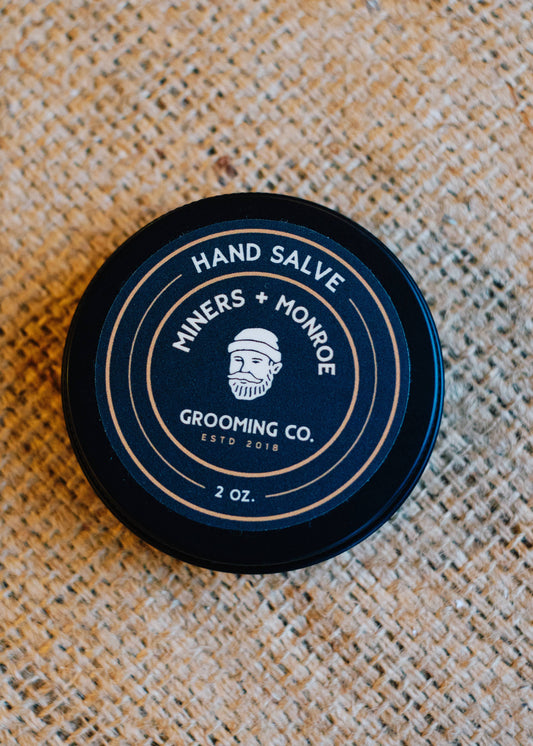 HAND SALVE
MINERS + MONROE
GROOMING CO.
ESTD 2018
2 OZ.